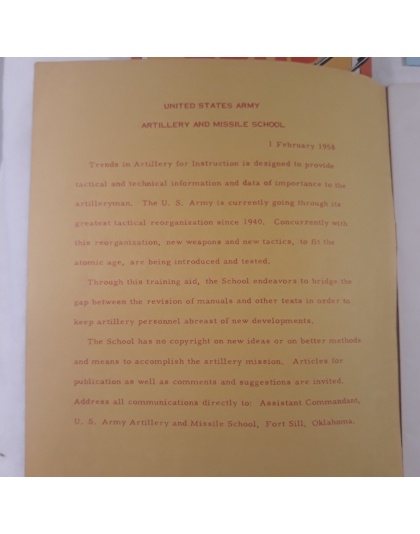 UNITED STATES ARMY
ARTILLERY AND MISSILE SCHOOL
1 February 1958
Trends in Artillery for Instruction is designed to provide
tactical and technical information and data of importance to the
artilleryman. The U. S. Army is currently going through its
greatest tactical reorganization since 1940. Concurrently with
this reorganization, new weapons and new tactics, to fit the
atomic age, are being introduced and tested.
Through this training aid, the School endeavors to bridge the
gap between the revision of manuals and other texts in order to
keep artillery personnel abreast of new developments.
The School has no copyright on new ideas or on better methods
and means to accomplish the artillery mission. Articles for
publication as well as comments and suggestions are invited.
Address all communications directly to: Assistant Commandant,
U. S. Army Artillery and Missile School, Fort Sill, Oklahoma.